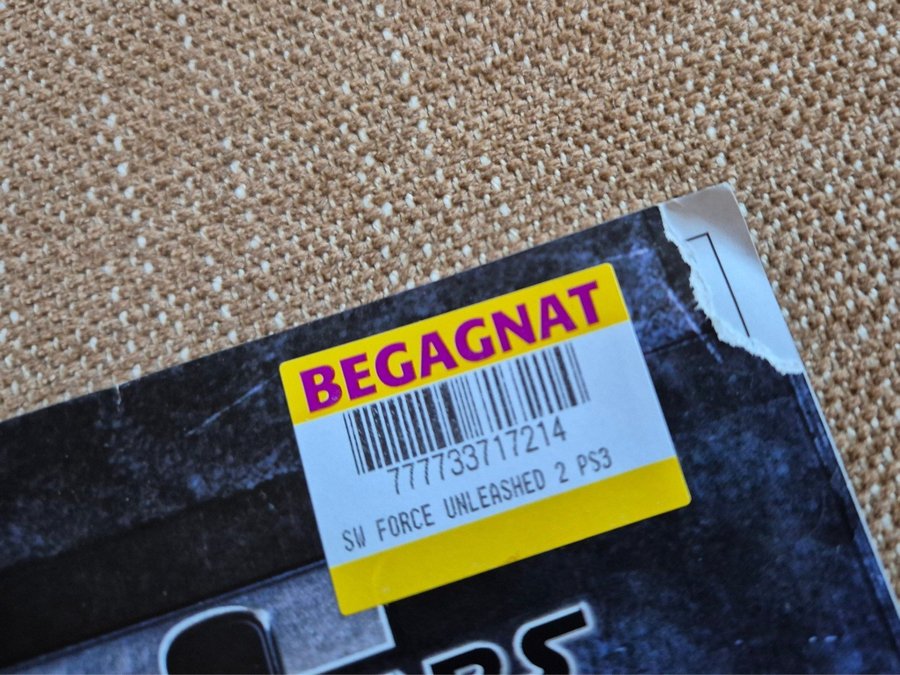 BEGAGNAT
777733717214
SW FORCE UNLEASHED 2 PS3